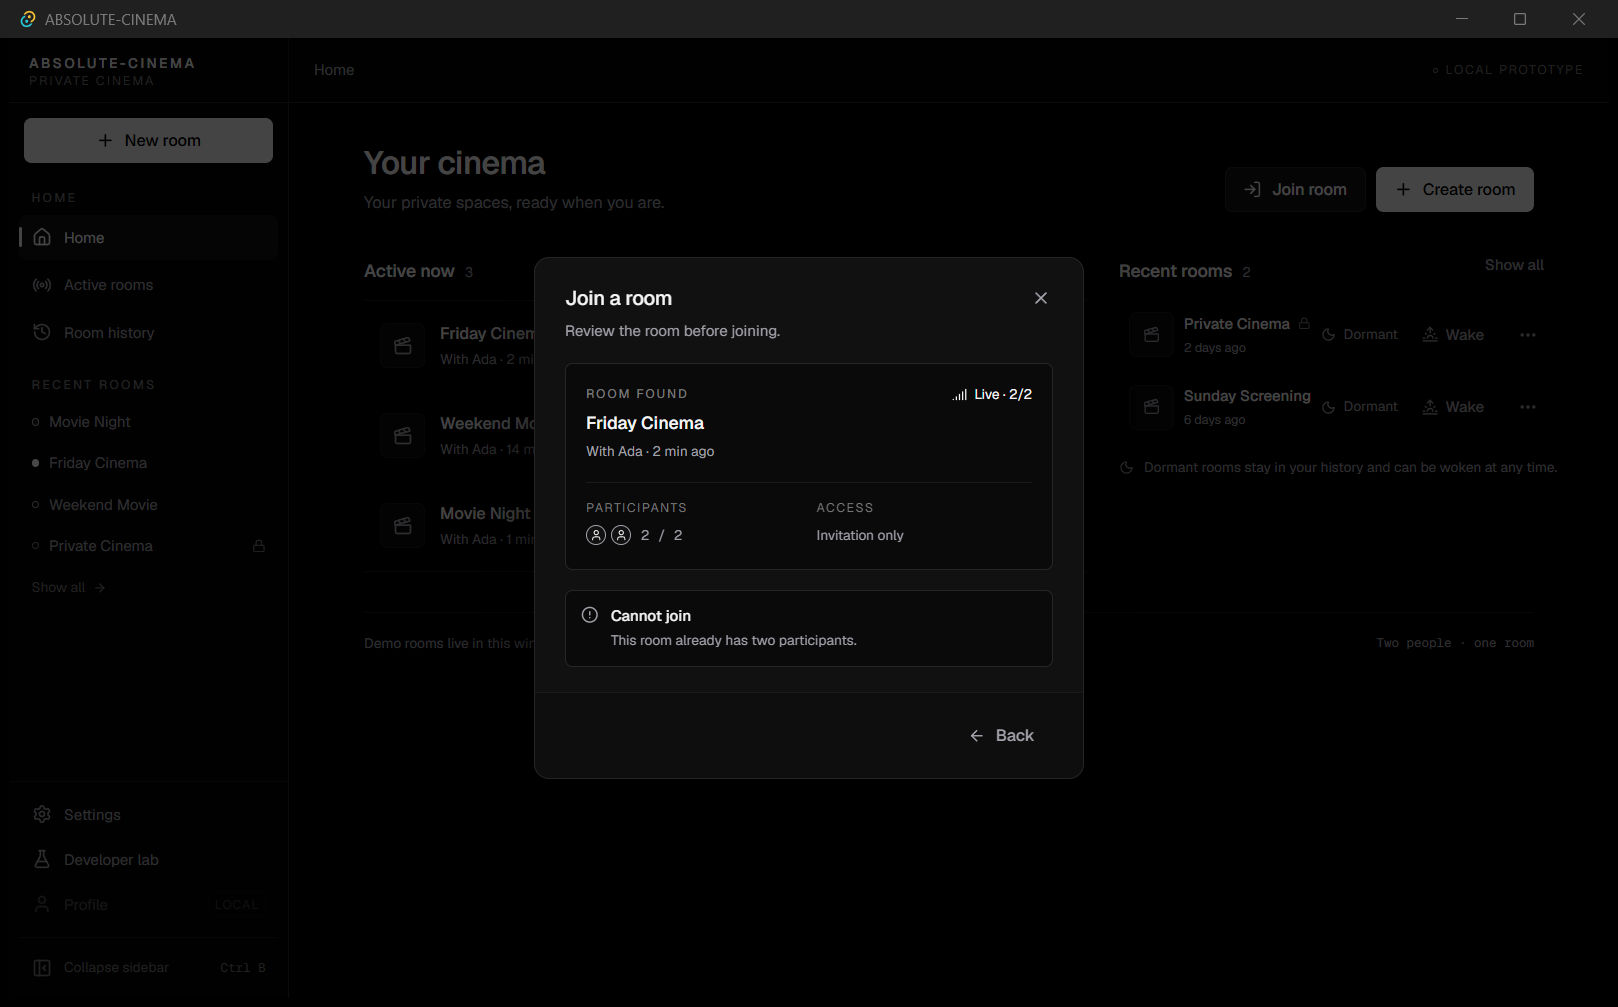 ABSOLUTE-CINEMA
ABSOLUTE-CINEMA
PRIVATE CINEMA
Home
LOCAL PROTOTYPE
New room
HOME
Home
Active rooms
Room history
RECENT ROOMS
Movie Night
Friday Cinema
Weekend Movie
Private Cinema
Show all
Settings
Developer lab
Profile
LOCAL
Collapse sidebar
Ctrl B
Your cinema
Your private spaces, ready when you are.
Join room
Create room
Active now 3
Friday Cinem
With Ada · 2 mi
Weekend Mo
With Ada · 14 m
Movie Night
With Ada · 1 mi
Demo rooms live in this win
Join a room
Review the room before joining.
ROOM FOUND
Live · 2/2
Friday Cinema
With Ada · 2 min ago
PARTICIPANTS
2 / 2
ACCESS
Invitation only
Cannot join
This room already has two participants.
Back
Recent rooms 2
Show all
Private Cinema
2 days ago
Dormant
Wake
Sunday Screening
6 days ago
Dormant
Wake
Dormant rooms stay in your history and can be woken at any time.
Two people · one room